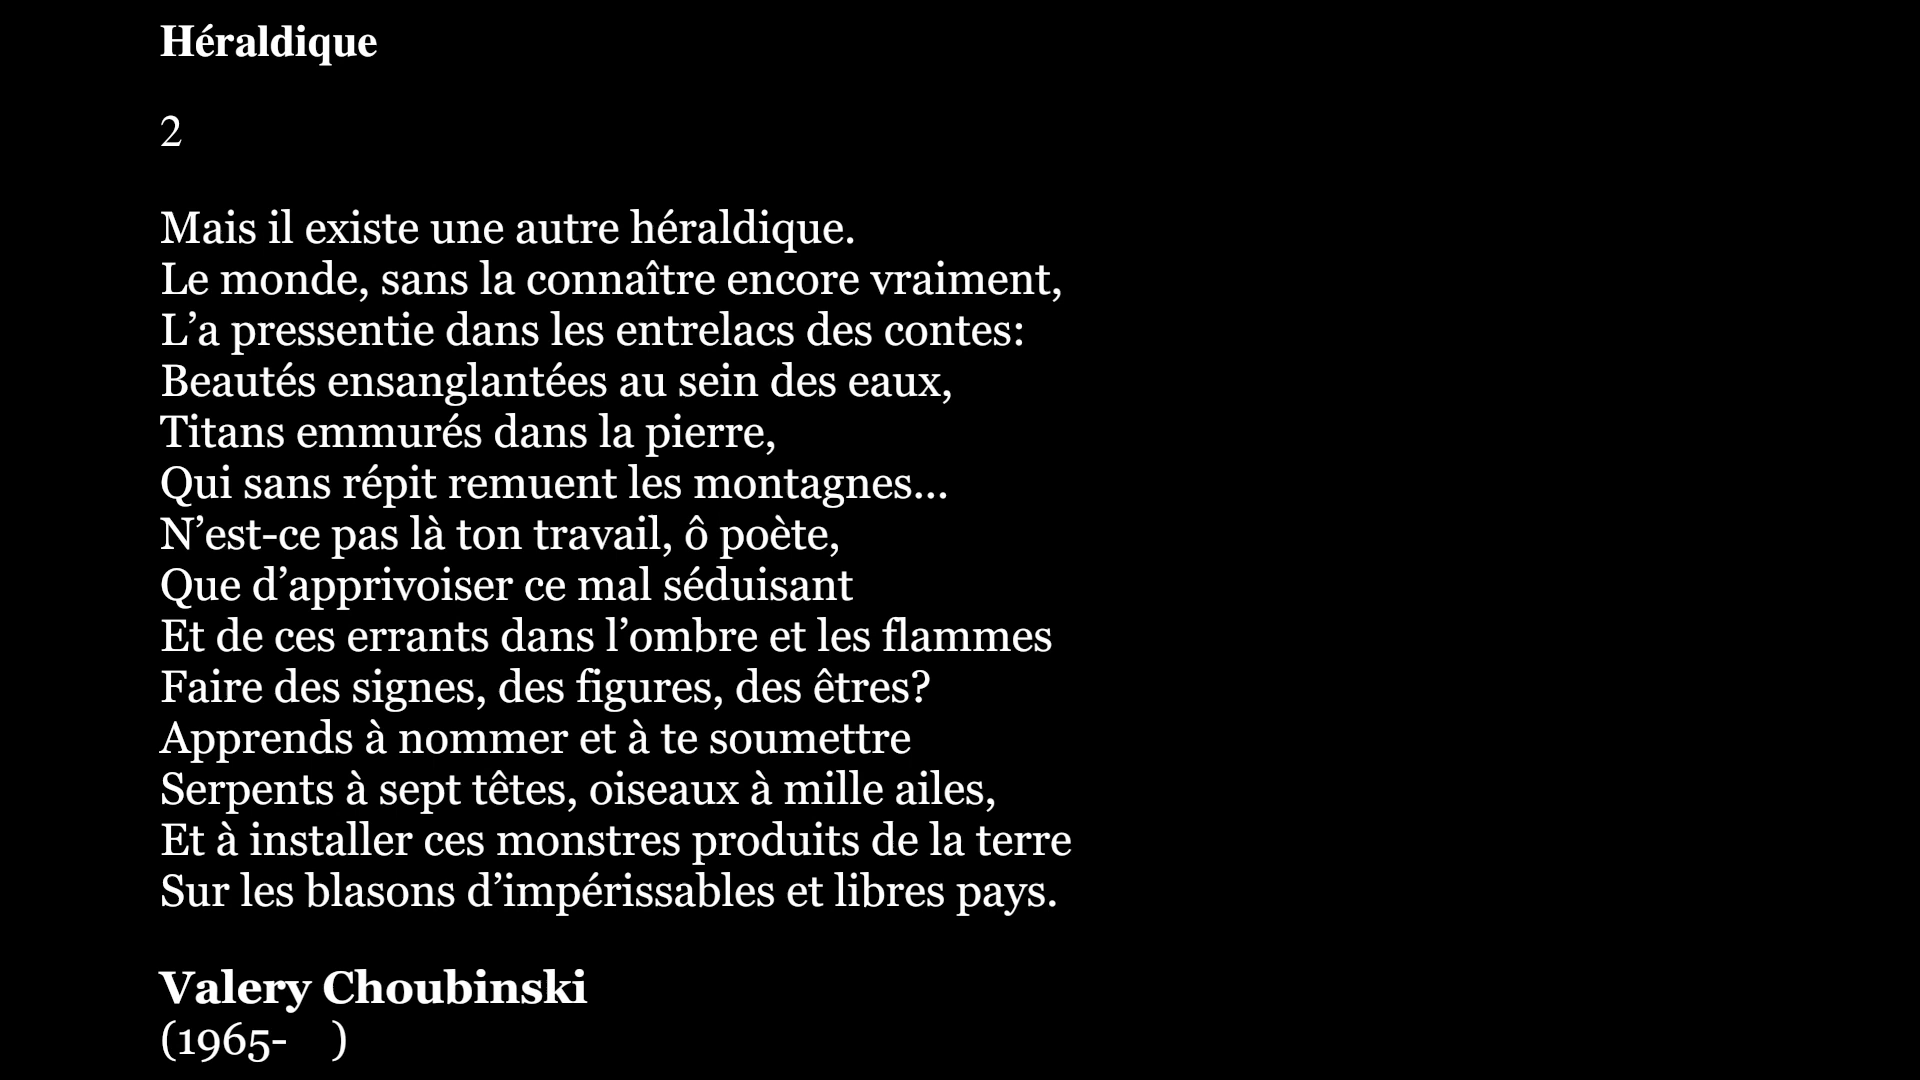 Héraldique
2
Mais il existe une autre héraldique.
Le monde, sans la connaître encore vraiment,
L’a pressentie dans les entrelacs des contes:
Beautés ensanglantées au sein des eaux,
Titans emmurés dans la pierre,
Qui sans répit remuent les montagnes...
N’est-ce pas là ton travail, ô poète,
Que d’apprivoiser ce mal séduisant
Et de ces errants dans l’ombre et les flammes
Faire des signes, des figures, des êtres?
Apprends à nommer et à te soumettre
Serpents à sept têtes, oiseaux à mille ailes,
Et à installer ces monstres produits de la terre
Sur les blasons d’impérissables et libres pays.
Valery Choubinski
(1965-    )